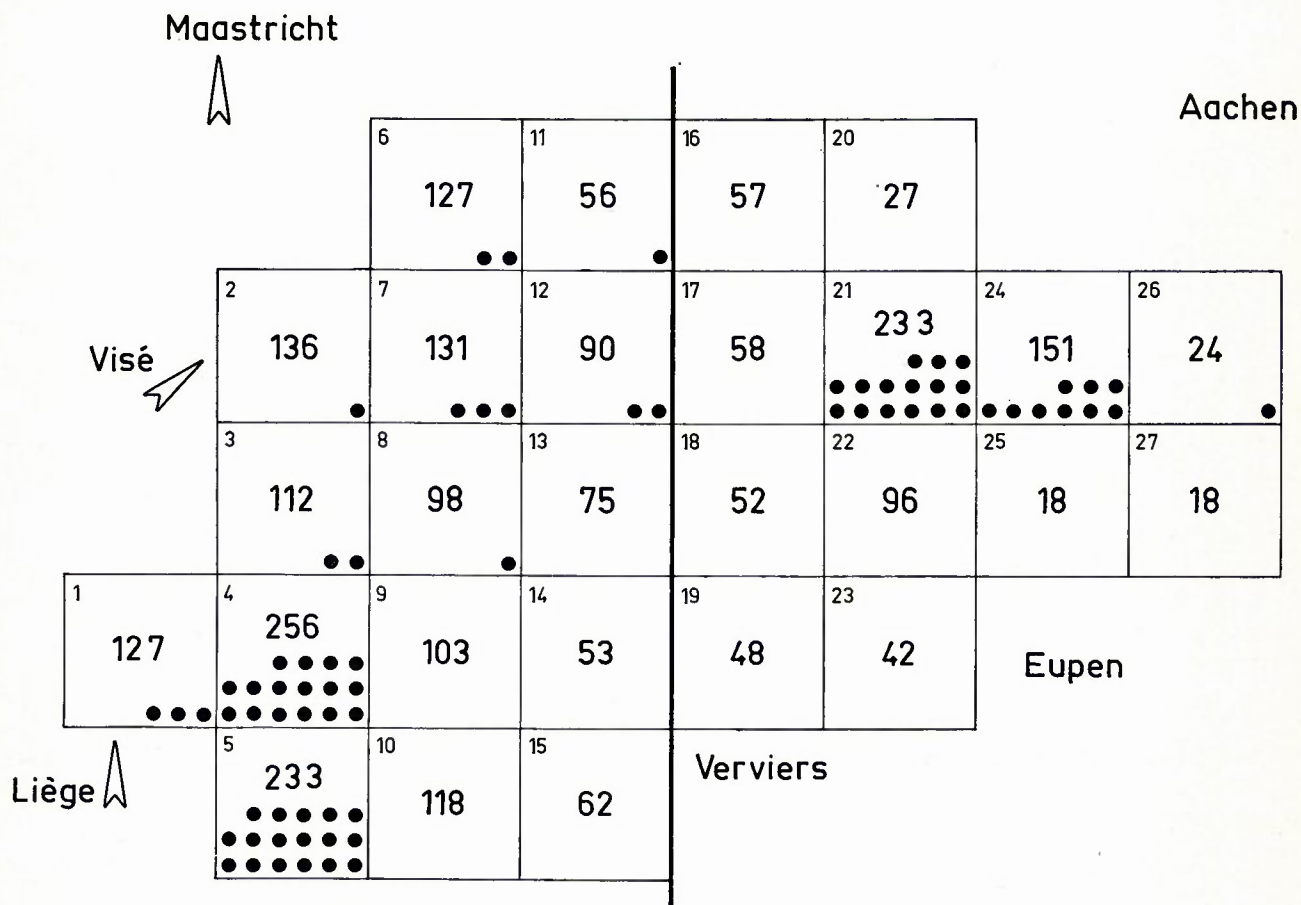 Maastricht
Aachen
6 11 16 20
127 56 57 27
2 7 12 17 21 24 26
Visé 136 131 90 58 233 151 24
3 8 13 18 22 25 27
112 98 75 52 96 18 18
1 4 9 14 19 23
127 256 103 53 48 42 Eupen
5 10 15
Liège 233 118 62 Verviers